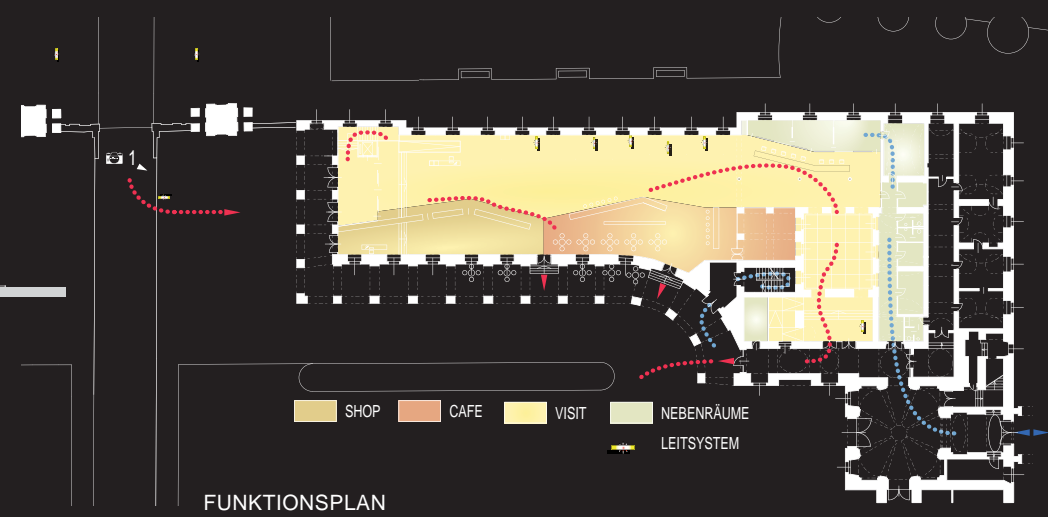 1
SHOP
CAFE
VISIT
NEBENRÄUME
LEITSYSTEM
FUNKTIONSPLAN